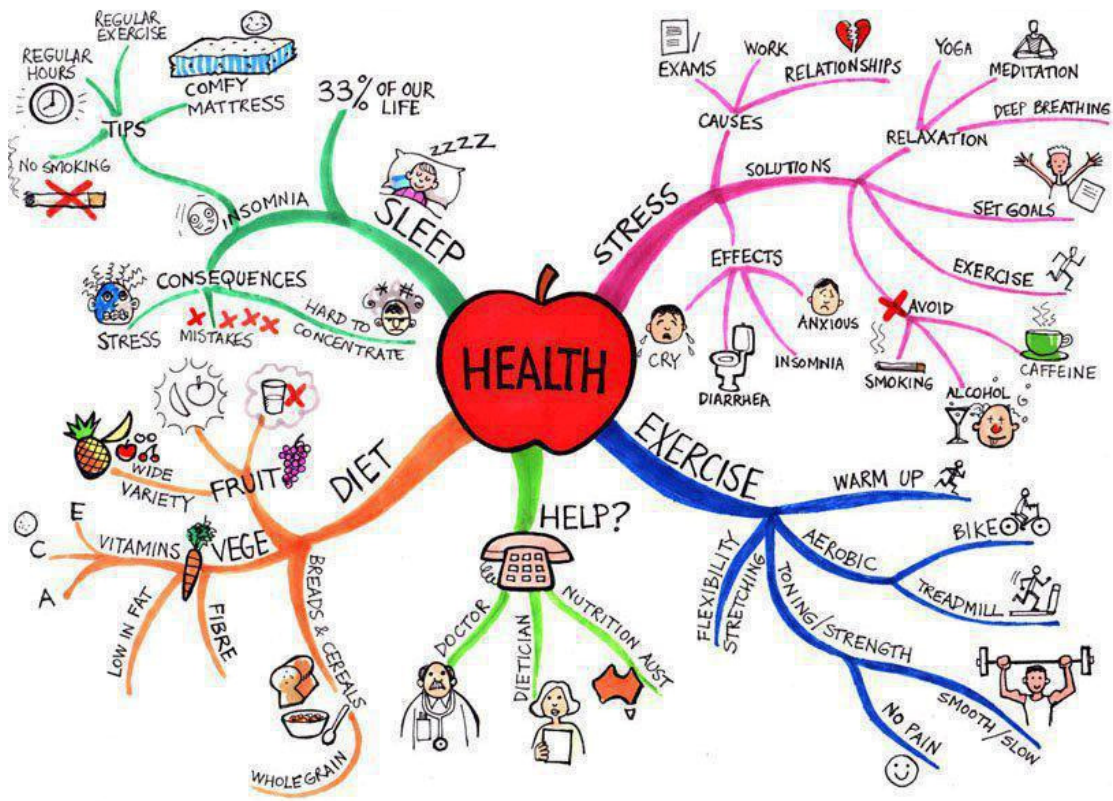 HEALTH
SLEEP
33% OF OUR
LIFE
ZZZZ
INSOMNIA
TIPS
REGULAR
EXERCISE
REGULAR
HOURS
COMFY
MATTRESS
NO SMOKING
CONSEQUENCES
STRESS
MISTAKES
HARD TO
CONCENTRATE
*#*
STRESS
CAUSES
EXAMS
WORK
RELATIONSHIPS
SOLUTIONS
RELAXATION
YOGA
MEDITATION
DEEP BREATHING
SET GOALS
EXERCISE
AVOID
SMOKING
ALCOHOL
CAFFEINE
EFFECTS
CRY
DIARRHEA
INSOMNIA
ANXIOUS
EXERCISE
WARM UP
AEROBIC
BIKE
TREADMILL
TONING/STRENGTH
SMOOTH/SLOW
NO PAIN
FLEXIBILITY
STRETCHING
HELP?
DOCTOR
DIETICIAN
NUTRITION AUST
DIET
FRUIT
WIDE
VARIETY
VEGE
VITAMINS
E
C
A
LOW IN FAT
FIBRE
BREADS & CEREALS
WHOLEGRAIN